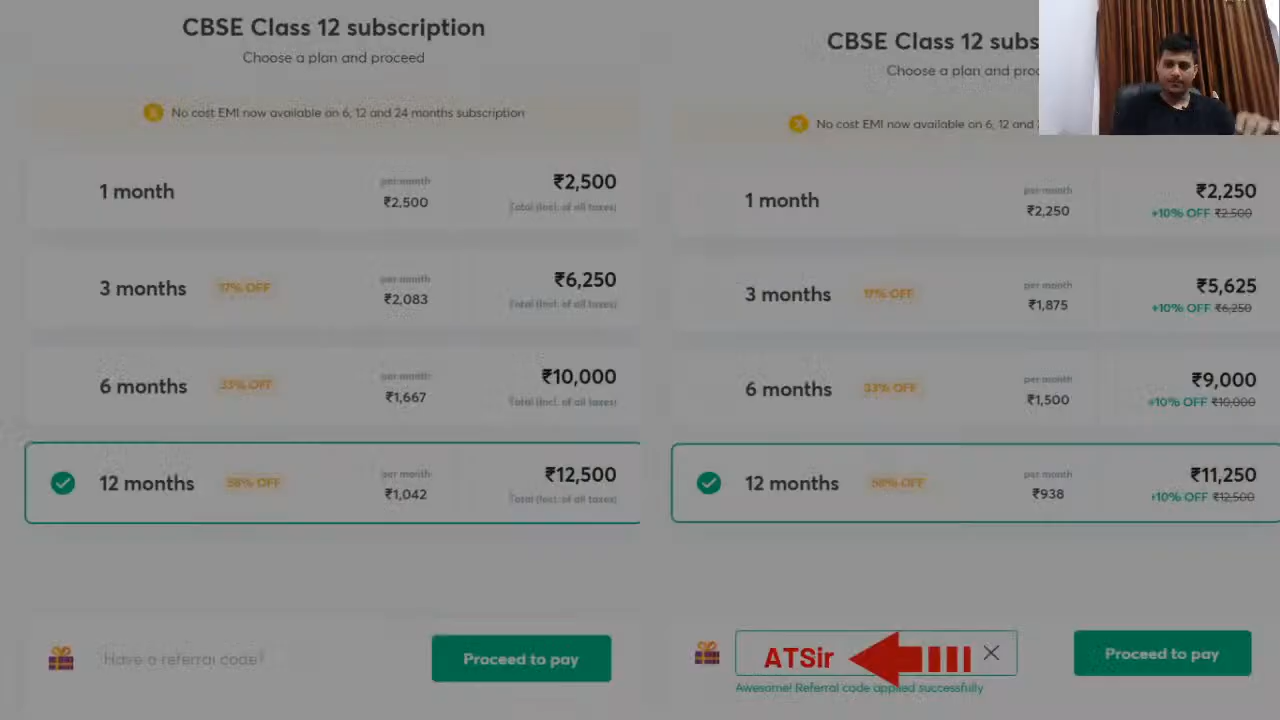 CBSE Class 12 subscription
Choose a plan and proceed
No cost EMI now available on 6, 12 and 24 months subscription
1 month
per month
₹2,500
₹2,500
Total (Incl. of all taxes)
3 months
17% OFF
per month
₹2,083
₹6,250
Total (Incl. of all taxes)
6 months
33% OFF
per month
₹1,667
₹10,000
Total (Incl. of all taxes)
12 months
58% OFF
per month
₹1,042
₹12,500
Total (Incl. of all taxes)
Have a referral code?
Proceed to pay
CBSE Class 12 subs
Choose a plan and
No cost EMI now available on 6, 12 and
1 month
per month
₹2,250
₹2,250
+10% OFF ₹2,500
3 months
17% OFF
per month
₹1,875
₹5,625
+10% OFF ₹6,250
6 months
33% OFF
per month
₹1,500
₹9,000
+10% OFF ₹10,000
12 months
58% OFF
per month
₹938
₹11,250
+10% OFF ₹12,500
ATSir
Awesome! Referral code applied successfully
Proceed to pay